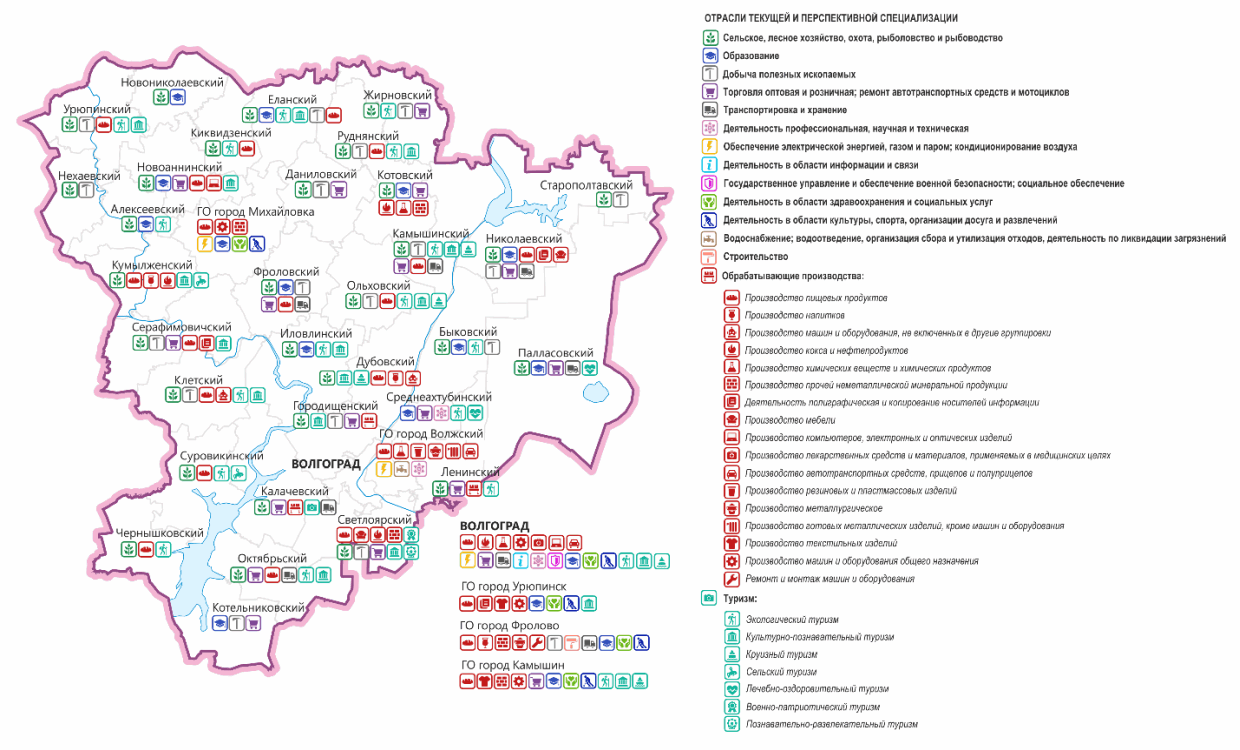 Новониколаевский
Урюпинский
Еланский
Жирновский
Киквидзенский
Руднянский
Новоаннинский
Нехаевский
Даниловский
Котовский
Старополтавский
Алексеевский
ГО город Михайловка
Камышинский
Николаевский
Кумылженский
Фроловский
Ольховский
Серафимовичский
Иловлинский
Быковский
Палласовский
Дубовский
Клетский
Среднеахтубинский
Городищенский
ГО город Волжский
Суровикинский
ВОЛГОГРАД
Ленинский
Калачевский
Светлоярский
Чернышковский
Октябрьский
Котельниковский
ВОЛГОГРАД
ГО город Урюпинск
ГО город Фролово
ГО город Камышин
ОТРАСЛИ ТЕКУЩЕЙ И ПЕРСПЕКТИВНОЙ СПЕЦИАЛИЗАЦИИ
Сельское, лесное хозяйство, охота, рыболовство и рыбоводство
Образование
Добыча полезных ископаемых
Торговля оптовая и розничная; ремонт автотранспортных средств и мотоциклов
Транспортировка и хранение
Деятельность профессиональная, научная и техническая
Обеспечение электрической энергией, газом и паром; кондиционирование воздуха
Деятельность в области информации и связи
Государственное управление и обеспечение военной безопасности; социальное обеспечение
Деятельность в области здравоохранения и социальных услуг
Деятельность в области культуры, спорта, организации досуга и развлечений
Водоснабжение; водоотведение, организация сбора и утилизация отходов, деятельность по ликвидации загрязнений
Строительство
Обрабатывающие производства:
Производство пищевых продуктов
Производство напитков
Производство машин и оборудования, не включенных в другие групировки
Производство кокса и нефтепродуктов
Производство химических веществ и химических продуктов
Производство прочей неметаллической минеральной продукции
Деятельность полиграфическая и копирование носителей информации
Производство мебели
Производство компьютеров, электронных и оптических изделий
Производство лекарственных средств и материалов, применяемых в медицинских целях
Производство автотранспортных средств, прицепов и полуприцепов
Производство резиновых и пластмассовых изделий
Производство металлургическое
Производство готовых металлических изделий, кроме машин и оборудования
Производство текстильных изделий
Производство машин и оборудования общего назначения
Ремонт и монтаж машин и оборудования
Туризм:
Экологический туризм
Культурно-познавательный туризм
Круизный туризм
Сельский туризм
Лечебно-оздоровительный туризм
Военно-патриотический туризм
Познавательно-развлекательный туризм